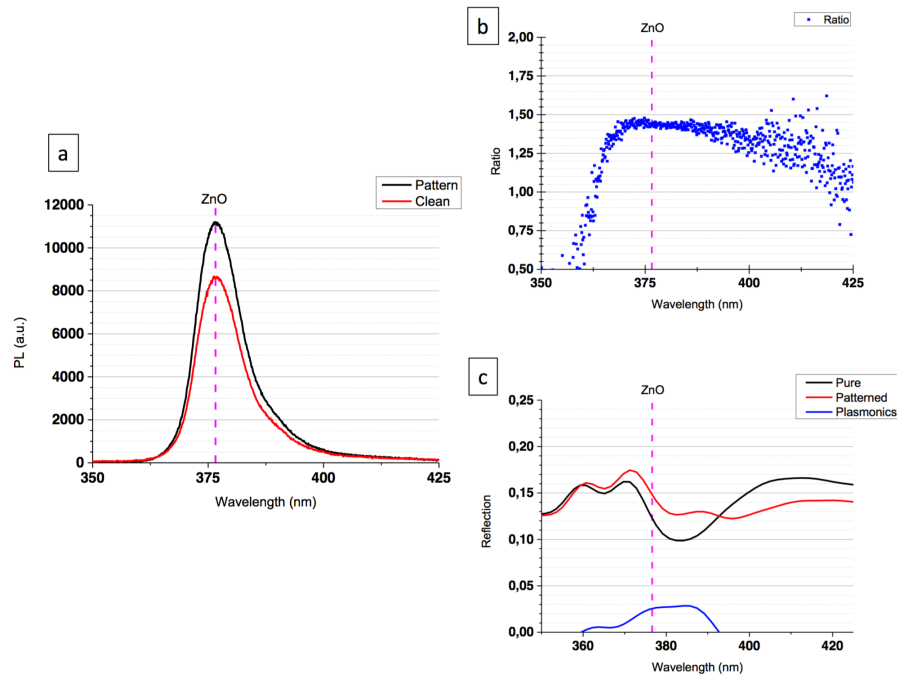 a
Pattern
Clean
ZnO
12000
10000
8000
6000
4000
2000
0
PL (a.u.)
350
375
400
425
Wavelength (nm)
b
Ratio
ZnO
2,00
1,75
1,50
1,25
1,00
0,75
0,50
Ratio
350
375
400
425
Wavelength (nm)
c
Pure
Patterned
Plasmonics
ZnO
0,25
0,20
0,15
0,10
0,05
0,00
Reflection
360
380
400
420
Wavelength (nm)